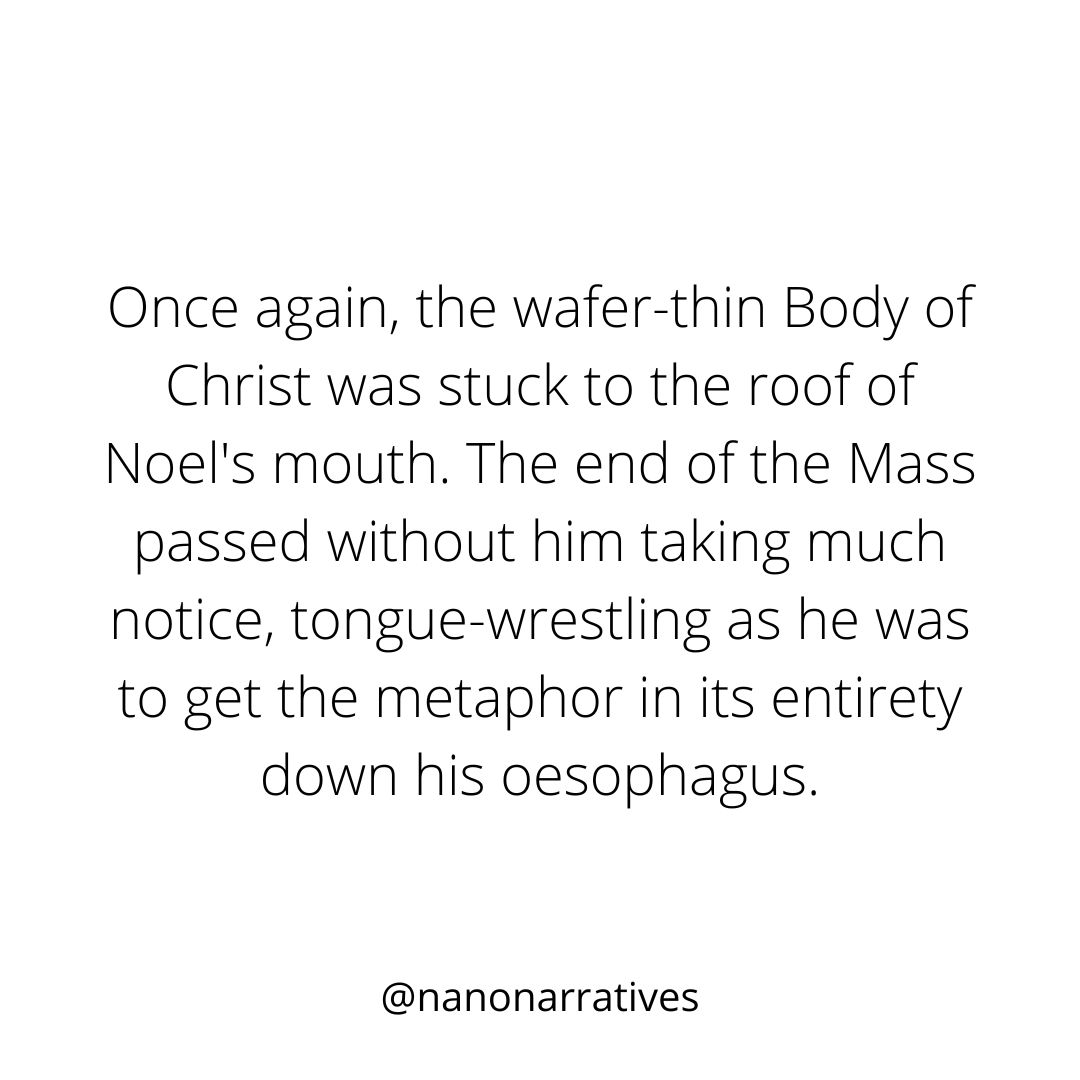 Once again, the wafer-thin Body of
Christ was stuck to the roof of
Noel's mouth. The end of the Mass
passed without him taking much
notice, tongue-wrestling as he was
to get the metaphor in its entirety
down his oesophagus.
@nanonarratives